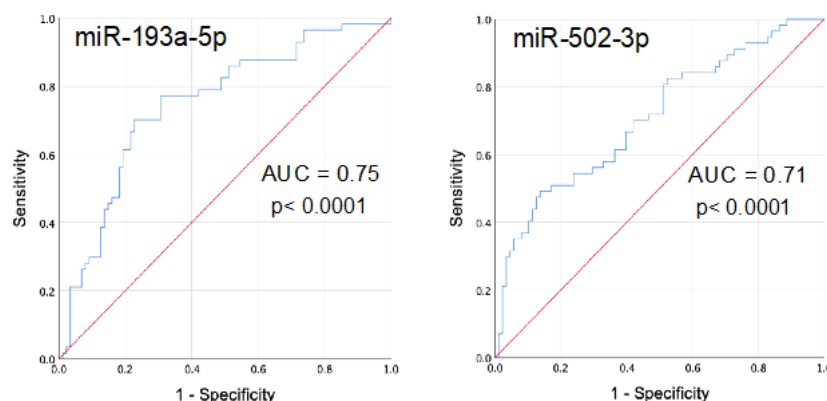 miR-193a-5p
1.0
0.8
0.6
0.4
0.2
0.0
Sensitivity
AUC = 0.75
p< 0.0001
0.2 0.4 0.6 0.8 1.0
1 - Specificity
miR-502-3p
1.0
0.8
0.6
0.4
0.2
0.0
Sensitivity
AUC = 0.71
p< 0.0001
0.0 0.2 0.4 0.6 0.8 1.0
1 - Specificity